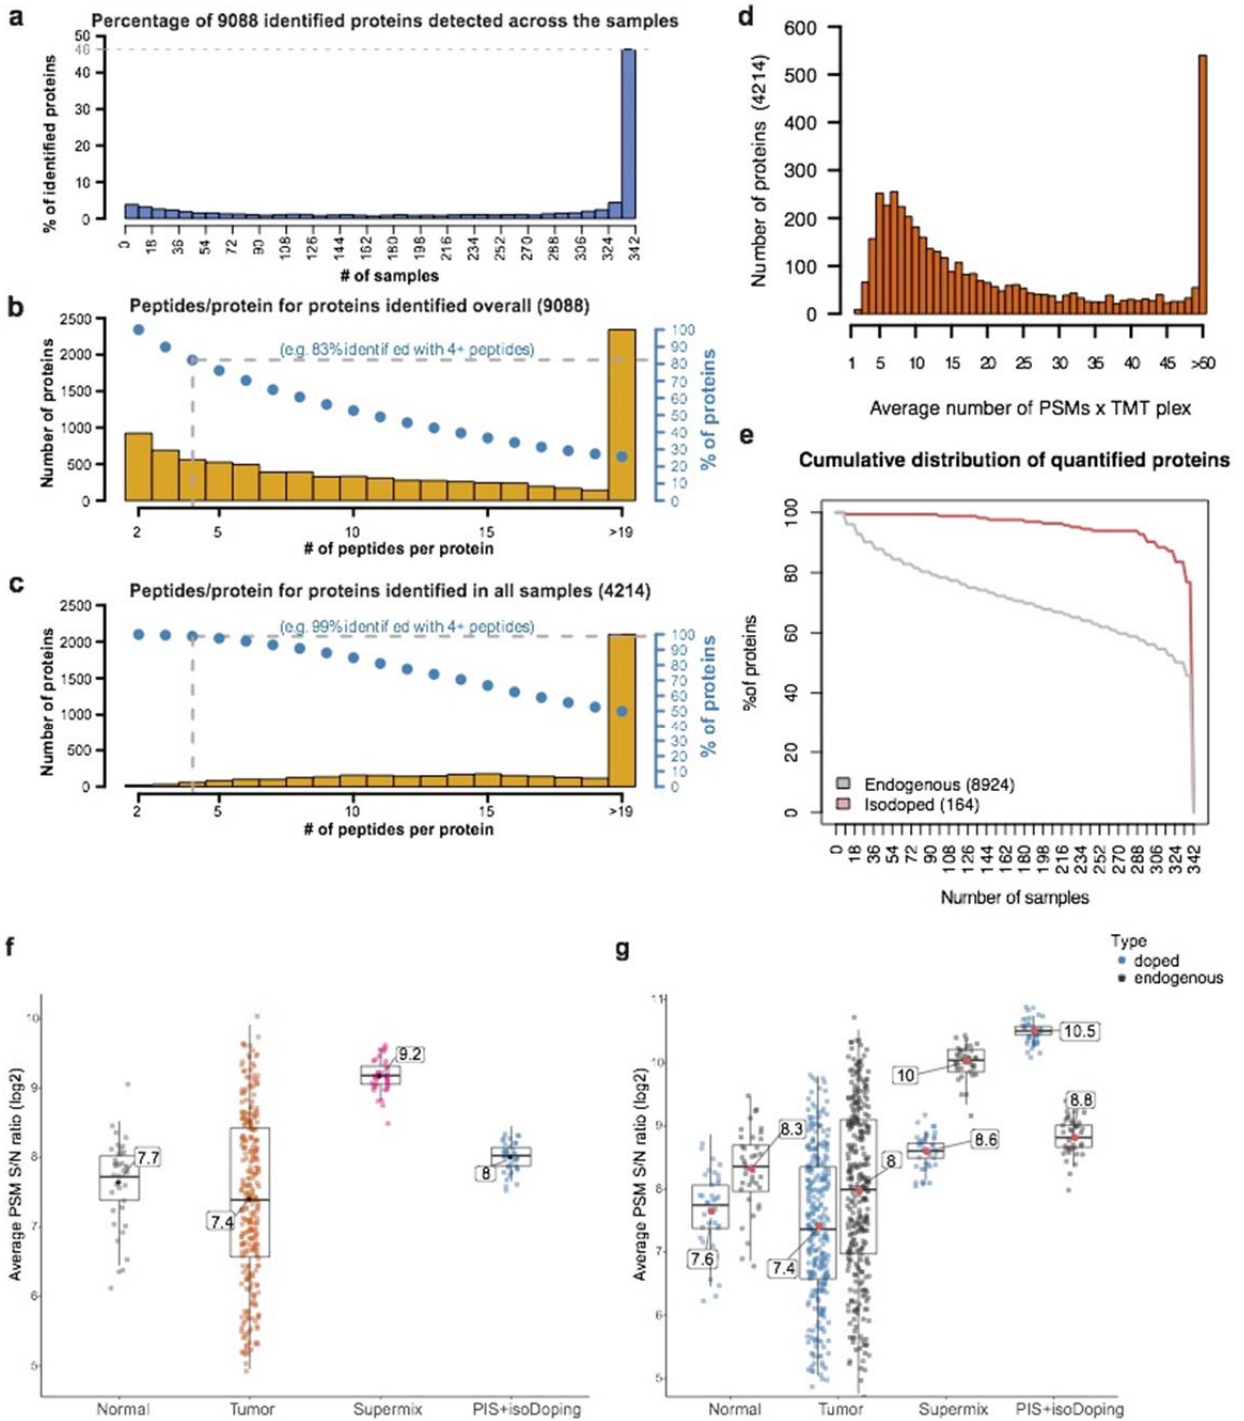 a
Percentage of 9088 identified proteins detected across the samples
% of identified proteins
50
46
40
30
20
10
0
0 18 36 54 72 90 108 126 144 162 180 198 216 234 252 270 288 306 324 342
# of samples
b
Peptides/protein for proteins identified overall (9088)
Number of proteins
2500
2000
1500
1000
500
0
(e.g. 83% identif ed with 4+ peptides)
100
90
80
70
60
50
40
30
20
10
0
% of proteins
2 5 10 15 >19
# of peptides per protein
c
Peptides/protein for proteins identified in all samples (4214)
Number of proteins
2500
2000
1500
1000
500
0
(e.g. 99% identif ed with 4+ peptides)
100
90
80
70
60
50
40
30
20
10
0
% of proteins
2 5 10 15 >19
# of peptides per protein
d
Number of proteins (4214)
600
500
400
300
200
100
0
1 5 10 15 20 25 30 35 40 45 >50
Average number of PSMs x TMT plex
e
Cumulative distribution of quantified proteins
%of proteins
100
80
60
40
20
0
Endogenous (8924)
Isodoped (164)
0 18 36 54 72 90 108 126 144 162 180 198 216 234 252 270 288 306 324 342
Number of samples
f
Average PSM S/N ratio (log2)
10
9
8
7
6
5
7.7
7.4
9.2
8
Normal Tumor Supermix PIS+isoDoping
g
Type
doped
endogenous
Average PSM S/N ratio (log2)
11
10
9
8
7
6
5
7.6
8.3
7.4
8
10
8.6
10.5
8.8
Normal Tumor Supermix PIS+isoDoping